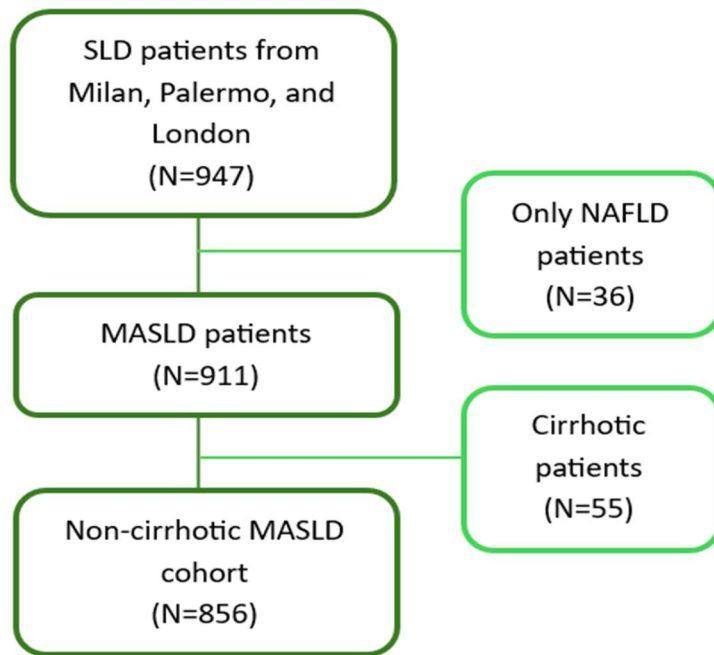 SLD patients from
Milan, Palermo, and
London
(N=947)
Only NAFLD
patients
(N=36)
MASLD patients
(N=911)
Cirrhotic
patients
(N=55)
Non-cirrhotic MASLD
cohort
(N=856)